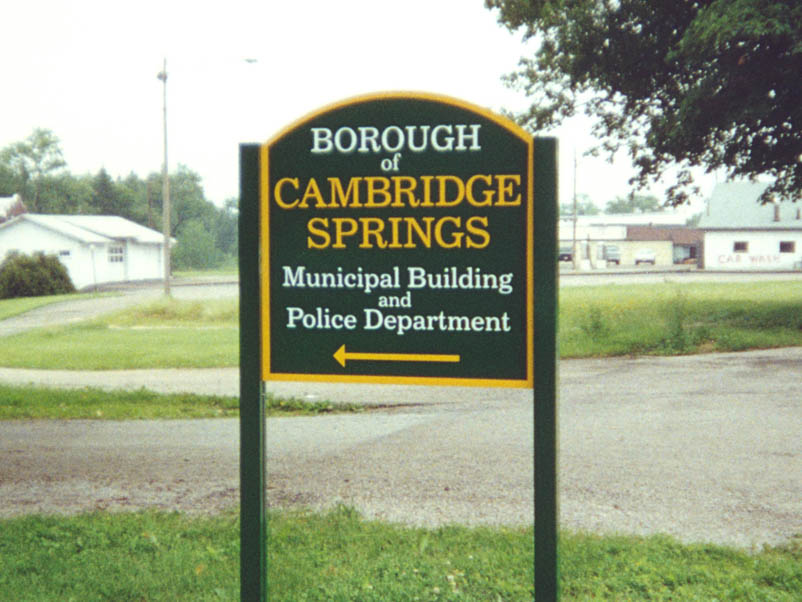 BOROUGH
of
CAMBRIDGE
SPRINGS
Municipal Building
and
Police Department
CAR WASH